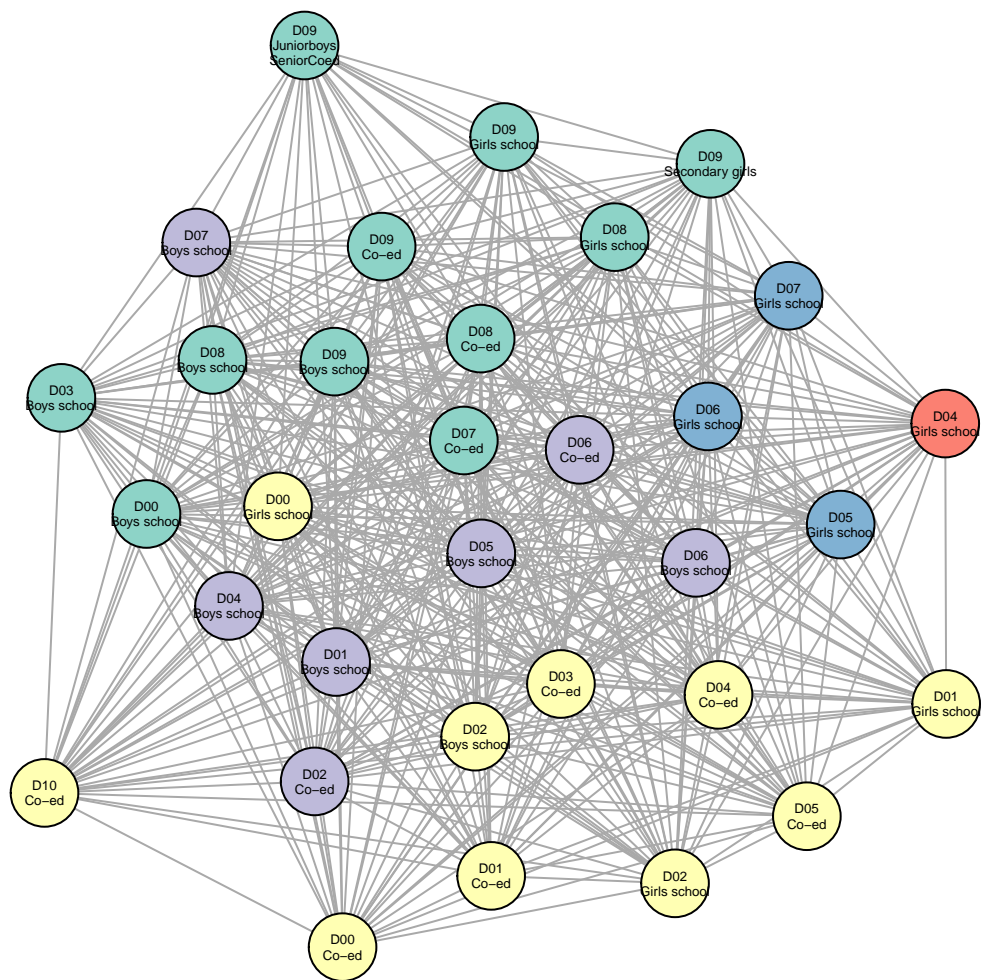 D09
Juniorboys
SeniorCoed
D09
Girls school
D09
Secondary girls
D07
Boys school
D09
Co−ed
D08
Girls school
D07
Girls school
D08
Boys school
D09
Boys school
D08
Co−ed
D03
Boys school
D06
Girls school
D04
Girls school
D07
Co−ed
D06
Co−ed
D00
Boys school
D00
Girls school
D05
Girls school
D05
Boys school
D06
Boys school
D04
Boys school
D01
Boys school
D03
Co−ed
D04
Co−ed
D01
Girls school
D02
Boys school
D02
Co−ed
D10
Co−ed
D05
Co−ed
D01
Co−ed
D02
Girls school
D00
Co−ed